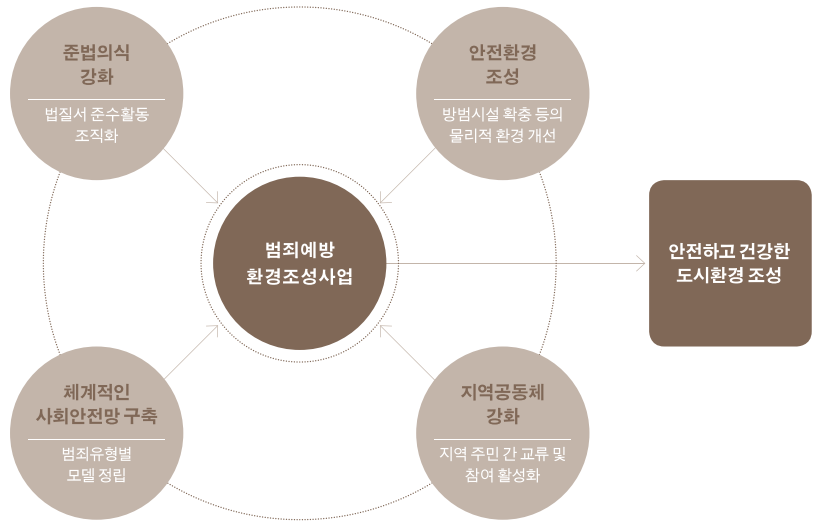 준법의식
강화
법질서 준수활동
조직화
안전환경
조성
방범시설 확충 등의
물리적 환경 개선
범죄예방
환경조성사업
안전하고 건강한
도시환경 조성
체계적인
사회안전망 구축
범죄유형별
모델 정립
지역공동체
강화
지역 주민 간 교류 및
참여 활성화